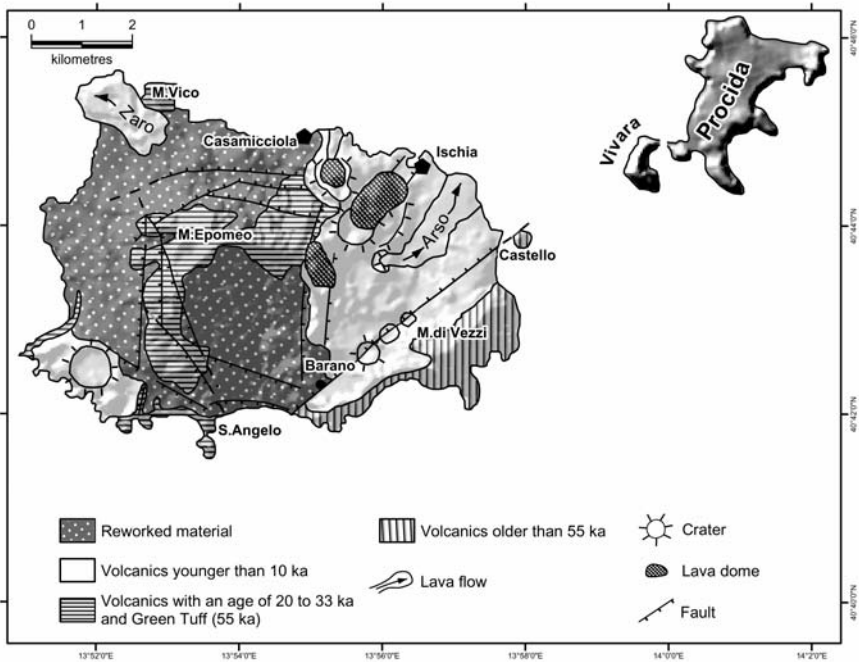 0 1 2
kilometres
M.Vico
Zaro
Casamicciola
Ischia
Procida
Vivara
Arso
M.Epomeo
Castello
M.di Vezzi
Barano
S.Angelo
40°46'0"N
40°44'0"N
40°42'0"N
40°40'0"N
Reworked material
Volcanics younger than 10 ka
Volcanics with an age of 20 to 33 ka
and Green Tuff (55 ka)
Volcanics older than 55 ka
Lava flow
Crater
Lava dome
Fault
13°52'0"E 13°54'0"E 13°56'0"E 13°58'0"E 14°0'0"E 14°2'0"E